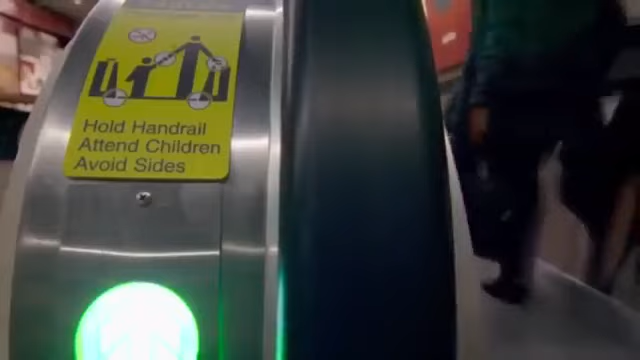 Hold Handrail
Attend Children
Avoid Sides